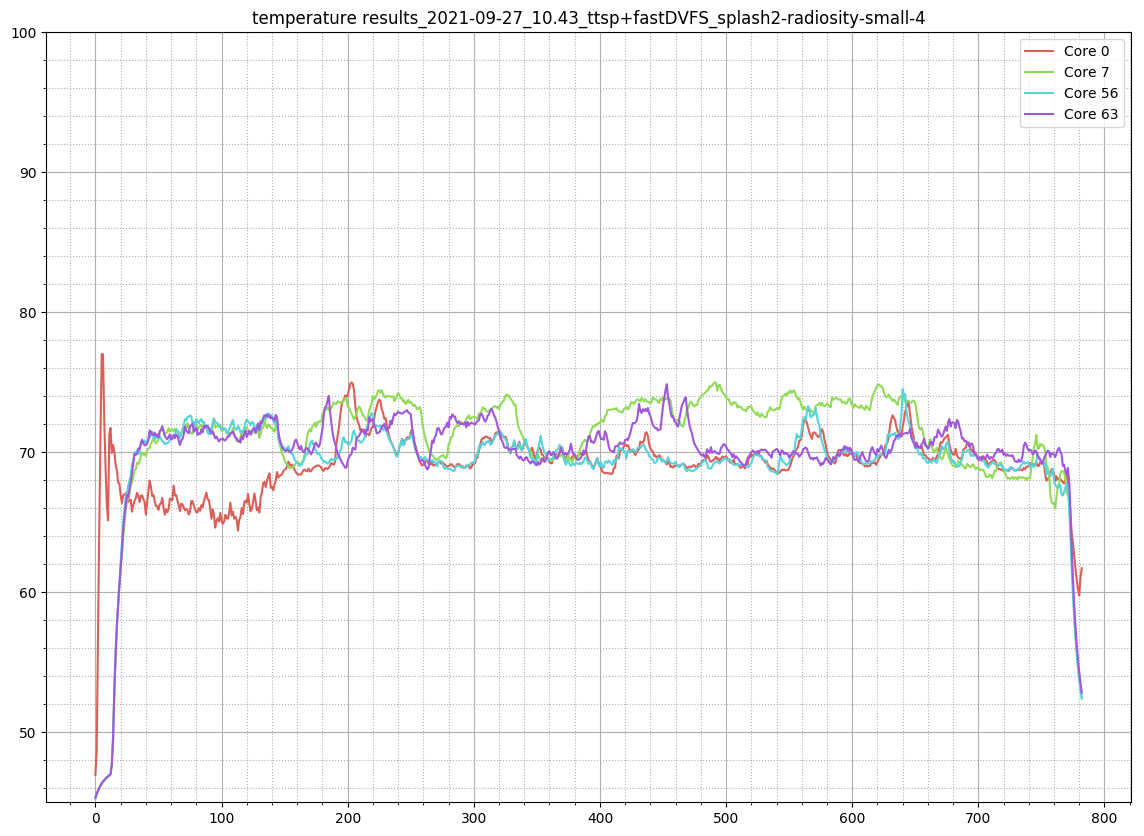 temperature results_2021-09-27_10.43_ttsp+fastDVFS_splash2-radiosity-small-4
Core 0
Core 7
Core 56
Core 63
100
90
80
70
60
50
0 100 200 300 400 500 600 700 800